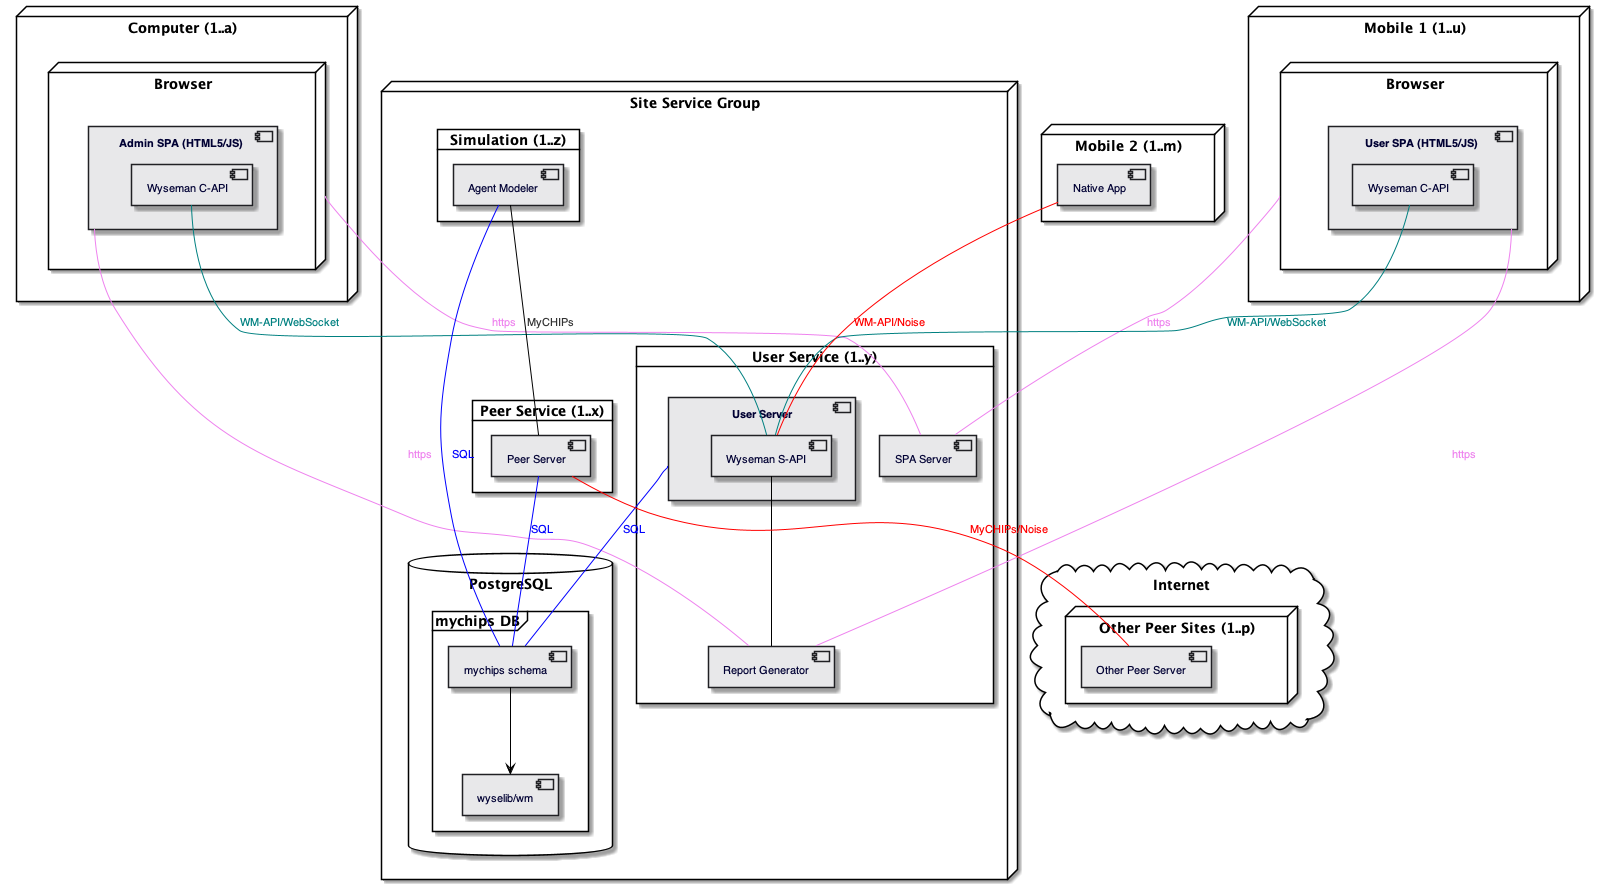 Computer (1..a)
Browser
Admin SPA (HTML5/JS)
Wyseman C-API
Site Service Group
Simulation (1..z)
Agent Modeler
Mobile 2 (1..m)
Native App
Mobile 1 (1..u)
Browser
User SPA (HTML5/JS)
Wyseman C-API
WM-API/WebSocket
https
MyCHIPs
WM-API/Noise
https
WM-API/WebSocket
User Service (1..y)
Peer Service (1..x)
User Server
Peer Server
Wyseman S-API
SPA Server
https
SQL
https
SQL
SQL
MyCHIPs/Noise
PostgreSQL
mychips DB
mychips schema
wyselib/wm
Report Generator
Internet
Other Peer Sites (1..p)
Other Peer Server